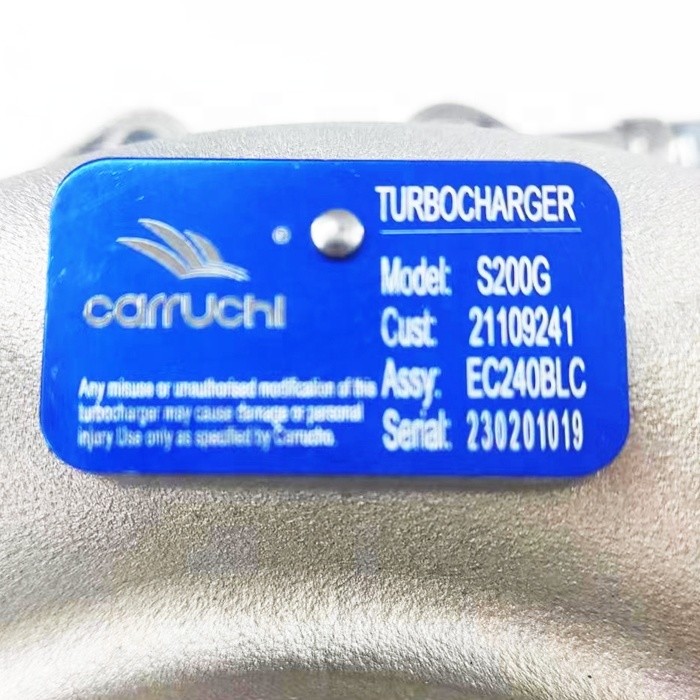 carruchi ®
TURBOCHARGER
Model: S200G
Cust: 21109241
Assy: EC240BLC
Serial: 230201019
Any misuse or unauthorised modification of this
turbocharger may cause damage or personal
injury Use only as specified by Carrucho.